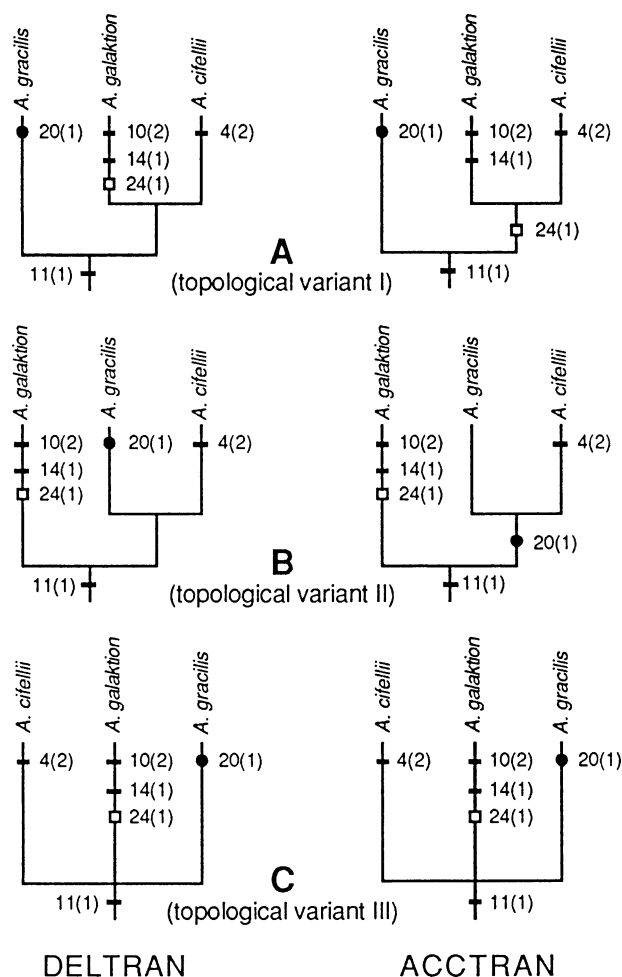 A. gracilis
A. galaktion
A. cifellii
20(1)
10(2)
14(1)
24(1)
4(2)
11(1)
A. gracilis
A. galaktion
A. cifellii
20(1)
10(2)
14(1)
4(2)
24(1)
11(1)
A
(topological variant I)
A. galaktion
A. gracilis
A. cifellii
10(2)
14(1)
24(1)
20(1)
4(2)
11(1)
A. galaktion
A. gracilis
A. cifellii
10(2)
14(1)
24(1)
4(2)
20(1)
11(1)
B
(topological variant II)
A. cifellii
A. galaktion
A. gracilis
4(2)
10(2)
14(1)
24(1)
20(1)
11(1)
A. cifellii
A. galaktion
A. gracilis
4(2)
10(2)
14(1)
24(1)
20(1)
11(1)
C
(topological variant III)
DELTRAN
ACCTRAN